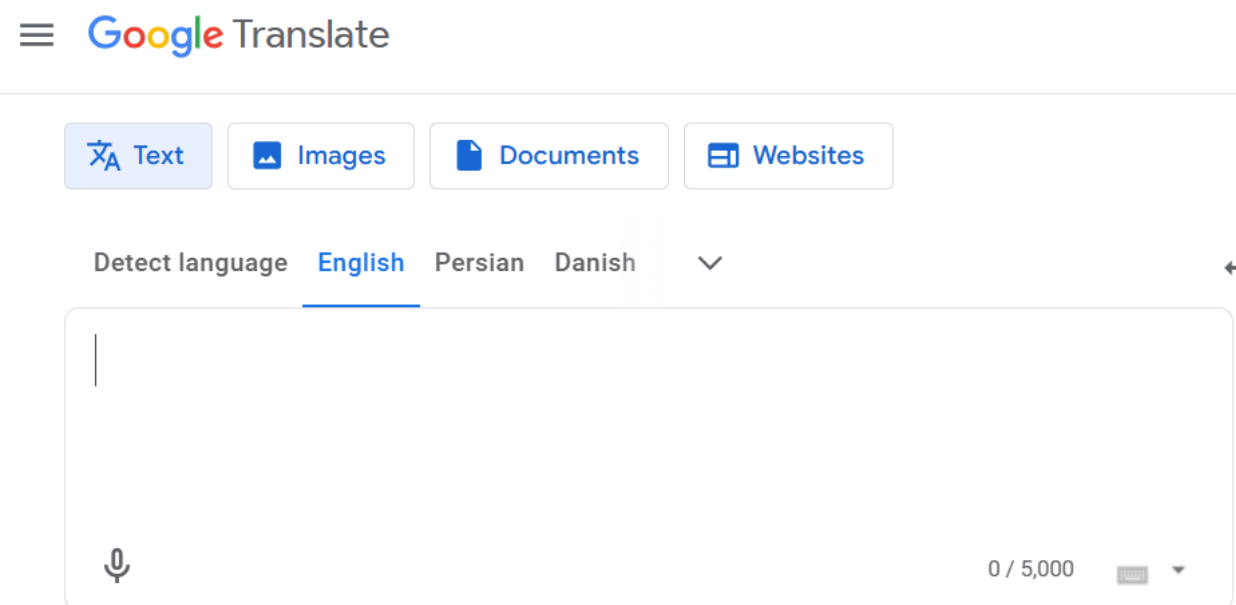 Google Translate
Text Images Documents Websites
Detect language English Persian Danish
0 / 5,000